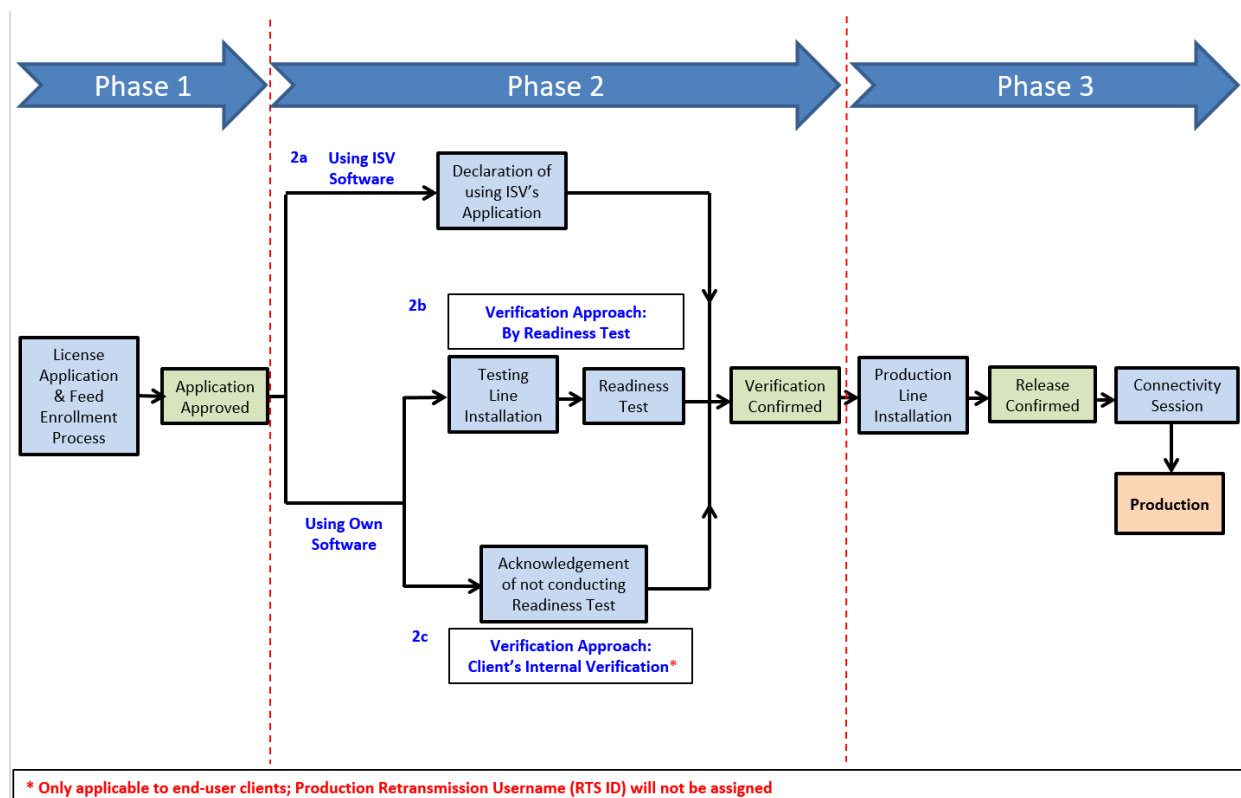 Phase 1
Phase 2
Phase 3
2a
Using ISV
Software
Declaration of
using ISV's
Application
2b
Verification Approach:
By Readiness Test
License
Application
& Feed
Enrollment
Process
Application
Approved
Testing
Line
Installation
Readiness
Test
Verification
Confirmed
Production
Line
Installation
Release
Confirmed
Connectivity
Session
Production
Using Own
Software
Acknowledgement
of not conducting
Readiness Test
2c
Verification Approach:
Client's Internal Verification*
* Only applicable to end-user clients; Production Retransmission Username (RTS ID) will not be assigned